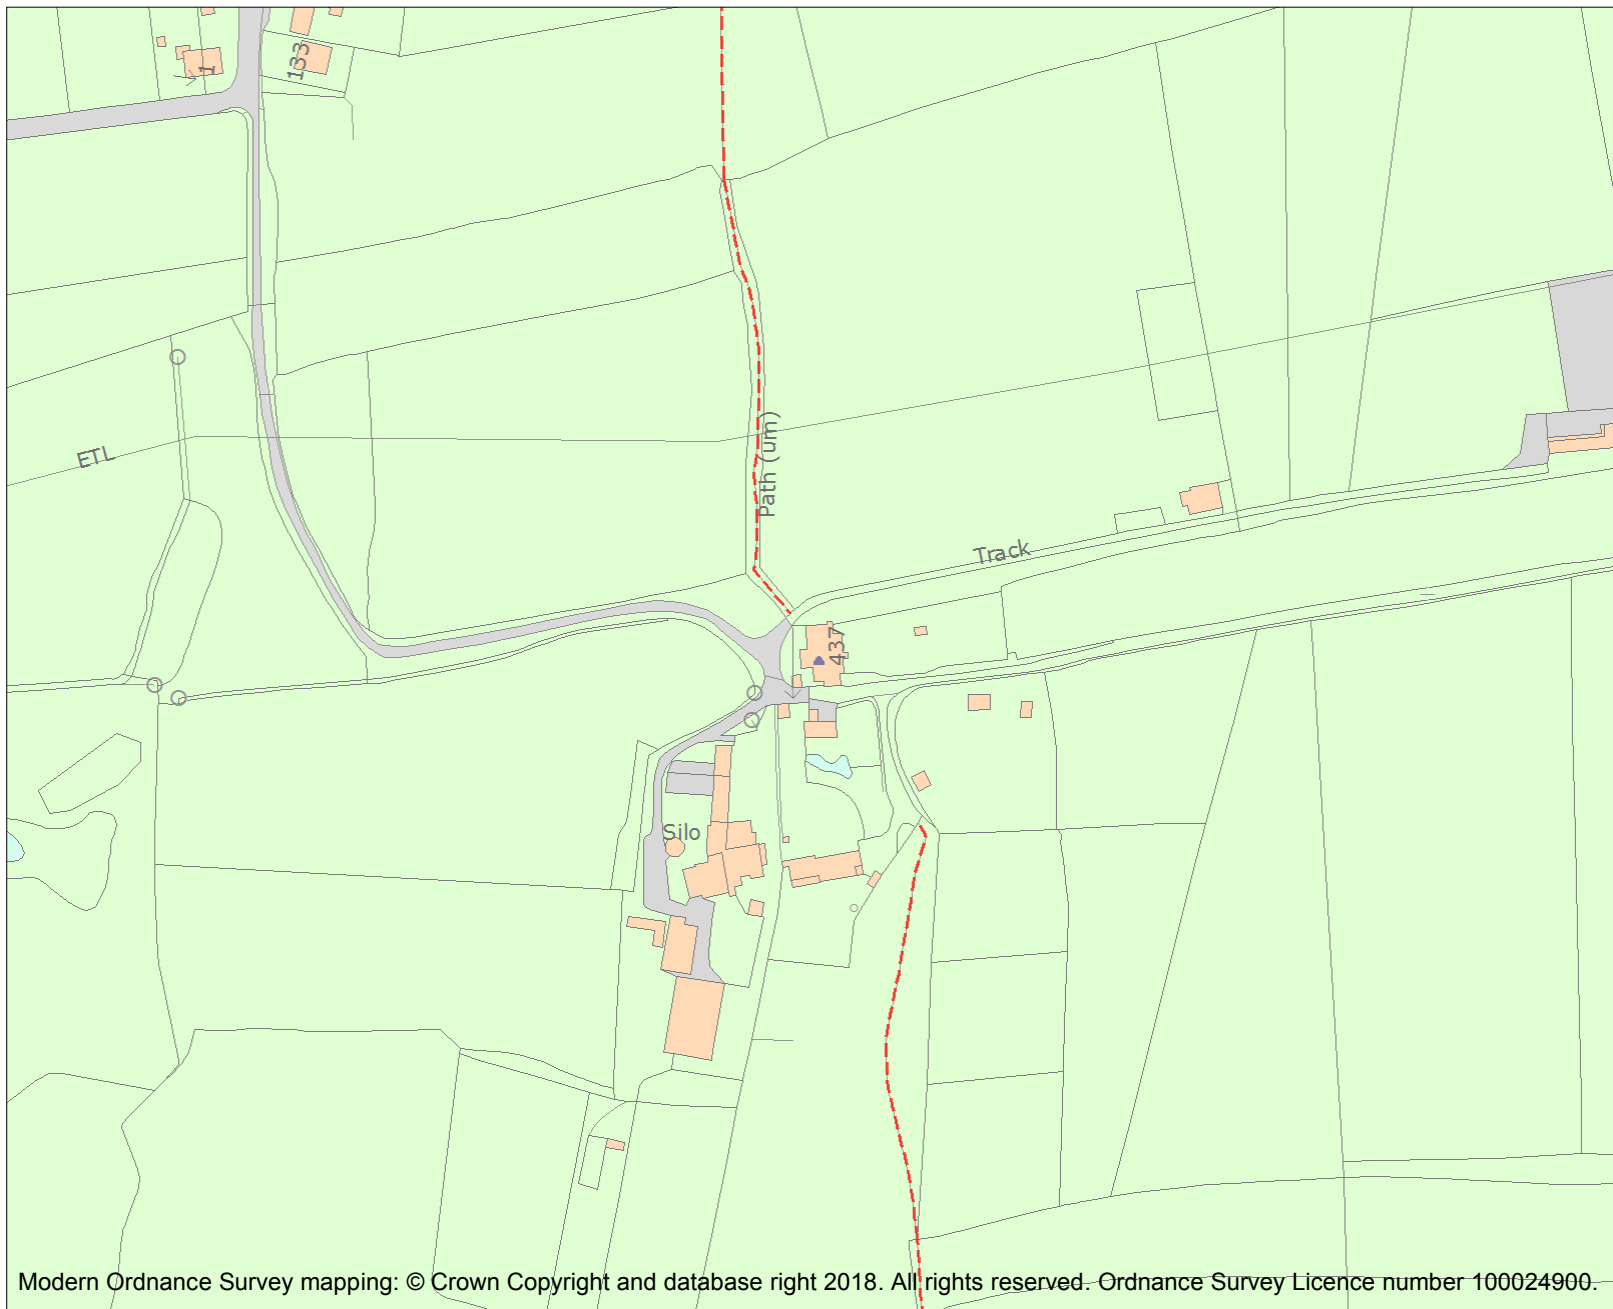 1
133
ETL
Path (um)
Track
437
Silo
Modern Ordnance Survey mapping: © Crown Copyright and database right 2018. All rights reserved. Ordnance Survey Licence number 100024900.